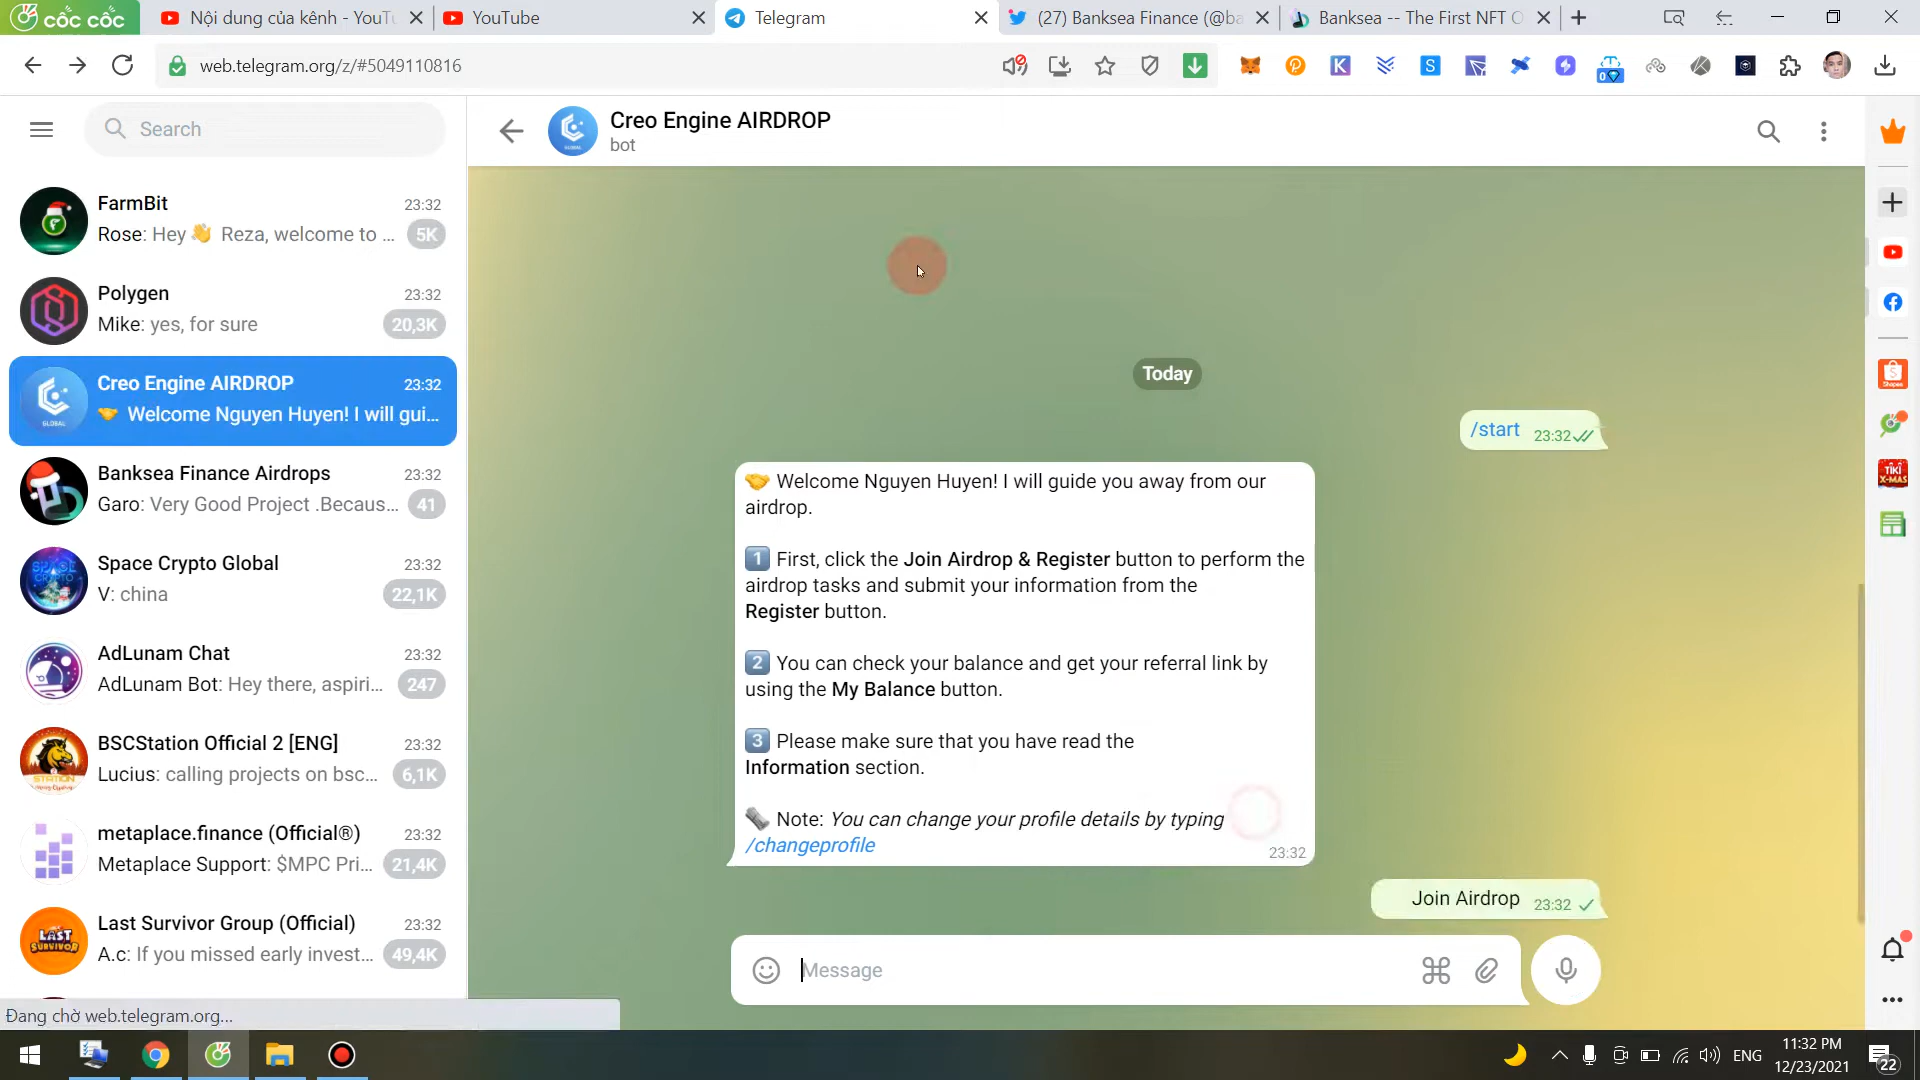 cốc cốc
Nội dung của kênh - YouTu
YouTube
Telegram
(27) Banksea Finance (@ba
Banksea -- The First NFT O
web.telegram.org/z/#5049110816
Search
FarmBit
23:32
Rose: Hey 👋 Reza, welcome to ...
5K
Polygen
23:32
Mike: yes, for sure
20,3K
Creo Engine AIRDROP
23:32
🤝 Welcome Nguyen Huyen! I will gui...
Banksea Finance Airdrops
23:32
Garo: Very Good Project .Becaus...
41
Space Crypto Global
23:32
V: china
22,1K
AdLunam Chat
23:32
AdLunam Bot: Hey there, aspiri...
247
BSCStation Official 2 [ENG]
23:32
Lucius: calling projects on bsc...
6,1K
metaplace.finance (Official®)
23:32
Metaplace Support: $MPC Pri...
21,4K
Last Survivor Group (Official)
23:32
A.c: If you missed early invest...
49,4K
Đang chờ web.telegram.org...
Creo Engine AIRDROP
bot
Today
/start 23:32
🤝 Welcome Nguyen Huyen! I will guide you away from our
airdrop.
1️⃣ First, click the Join Airdrop & Register button to perform the
airdrop tasks and submit your information from the
Register button.
2️⃣ You can check your balance and get your referral link by
using the My Balance button.
3️⃣ Please make sure that you have read the
Information section.
🗞 Note: You can change your profile details by typing
/changeprofile
23:32
Join Airdrop 23:32
Message
ENG
11:32 PM
12/23/2021
22